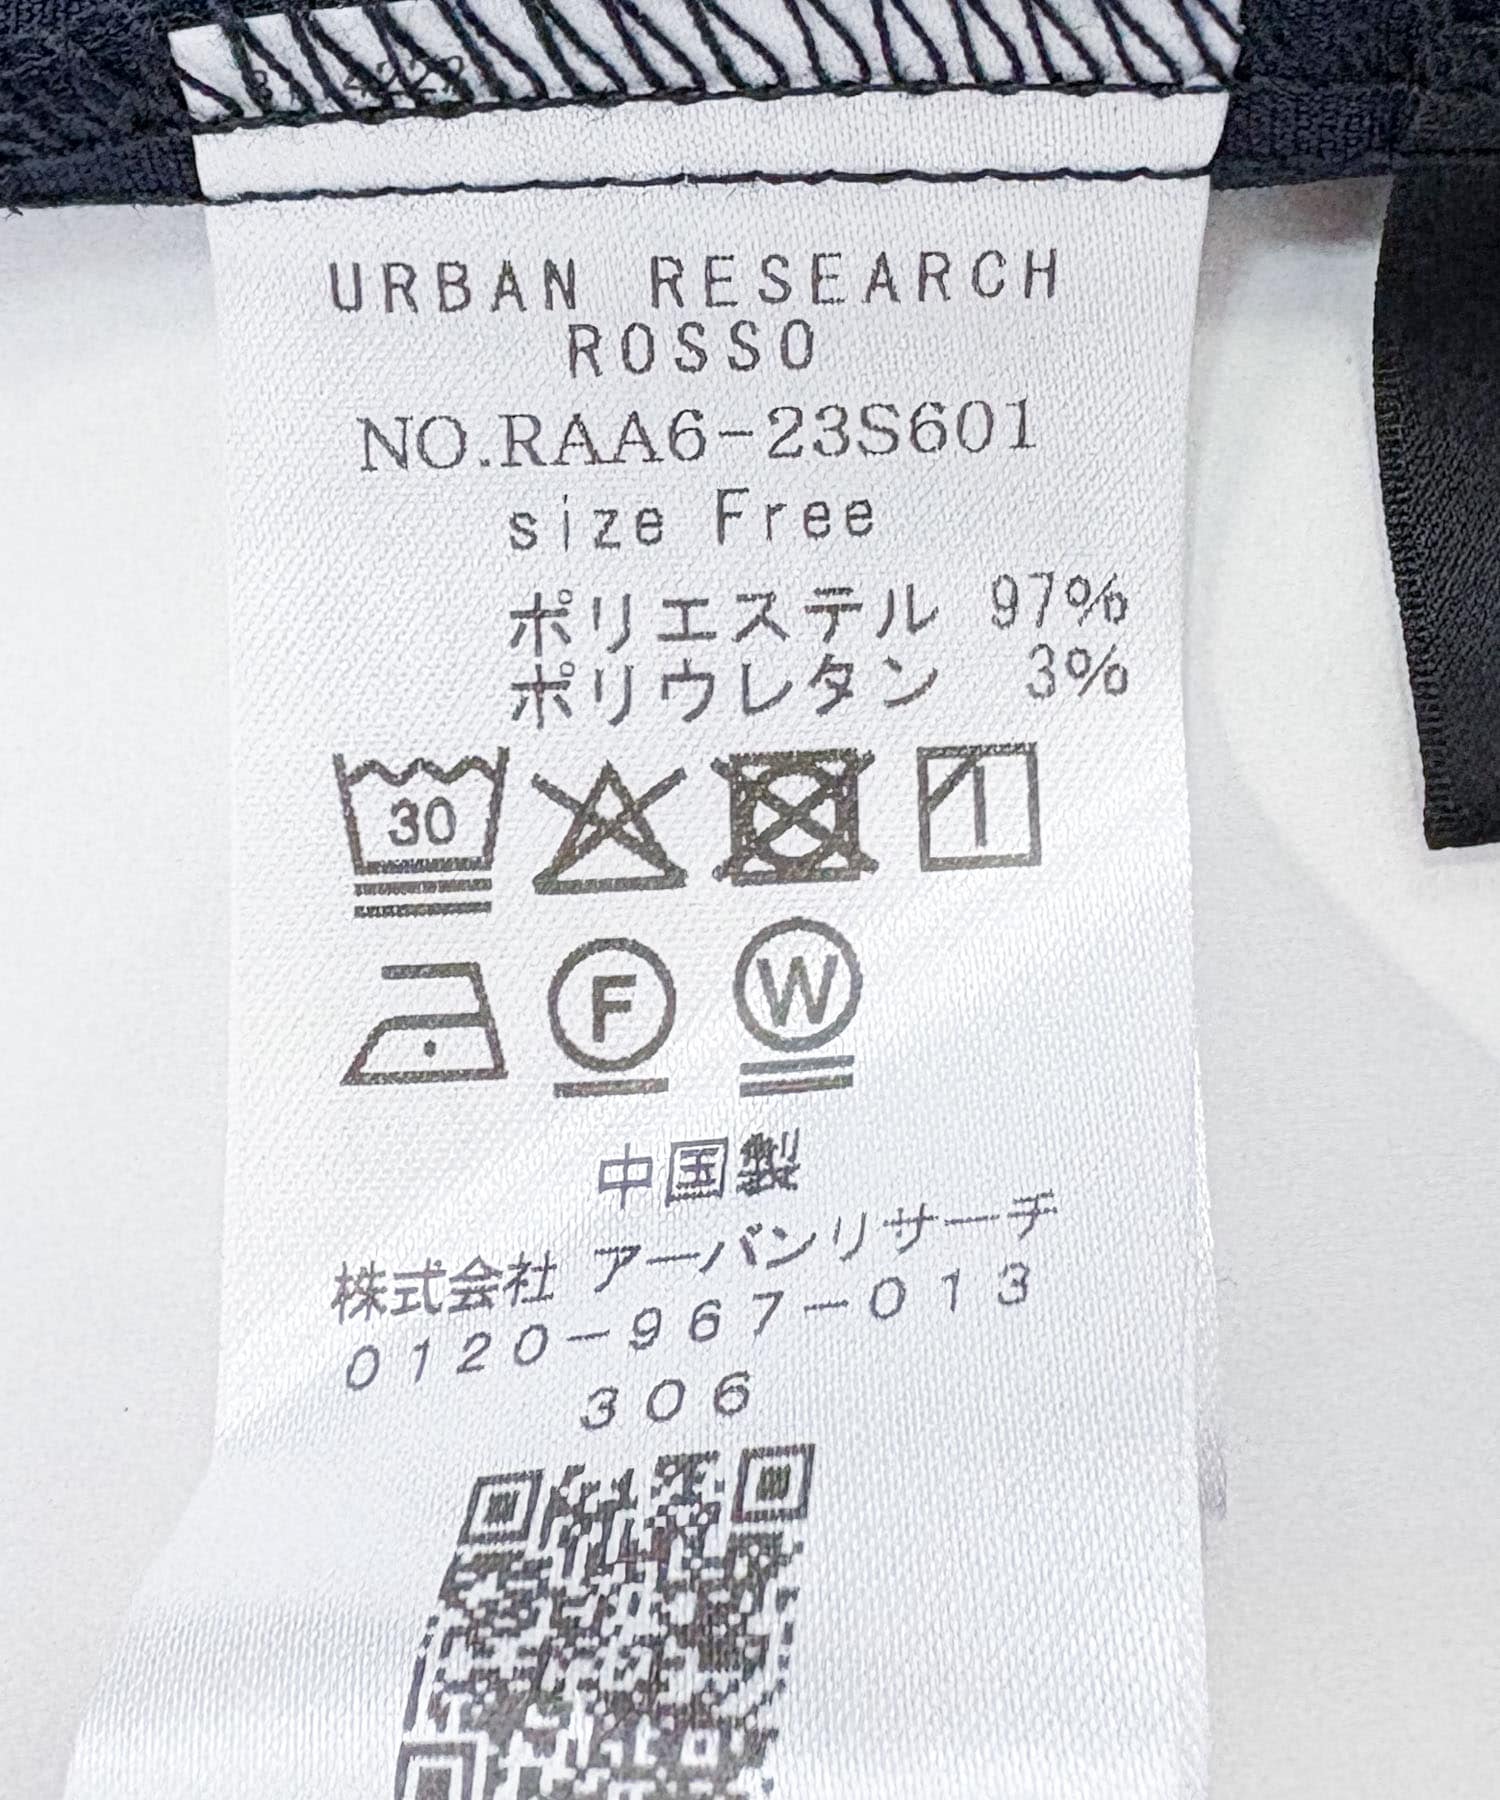 URBAN RESEARCH
ROSSO
NO.RAA6-23S601
size Free
ポリエステル 97%
ポリウレタン 3%
30
F
W
中国製
株式会社 アーバンリサーチ
0120-967-013
306